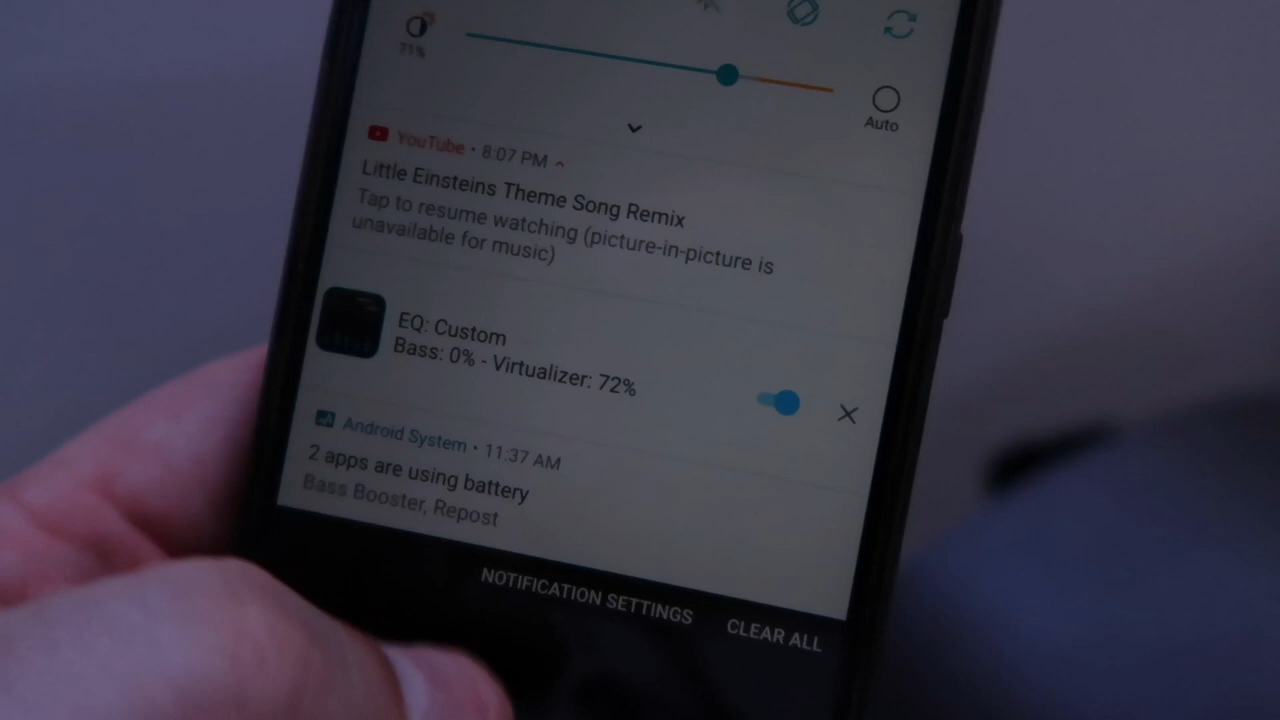 71%
Auto
YouTube • 8:07 PM
Little Einsteins Theme Song Remix
Tap to resume watching (picture-in-picture is
unavailable for music)
EQ: Custom
Bass: 0% - Virtualizer: 72%
Android System • 11:37 AM
2 apps are using battery
Bass Booster, Repost
NOTIFICATION SETTINGS
CLEAR ALL